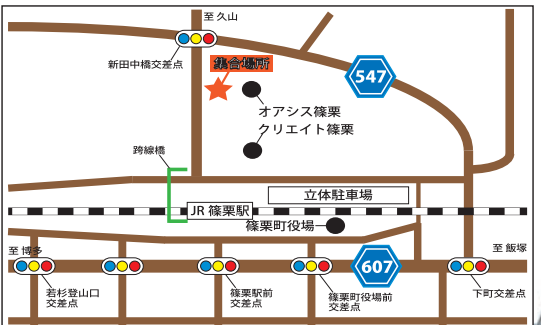 至 久山
新田中橋交差点
集合場所
547
オアシス篠栗
クリエイト篠栗
跨線橋
立体駐車場
JR 篠栗駅
篠栗町役場
至 博多
至 飯塚
607
若杉登山口
交差点
篠栗駅前
交差点
篠栗町役場前
交差点
下町交差点